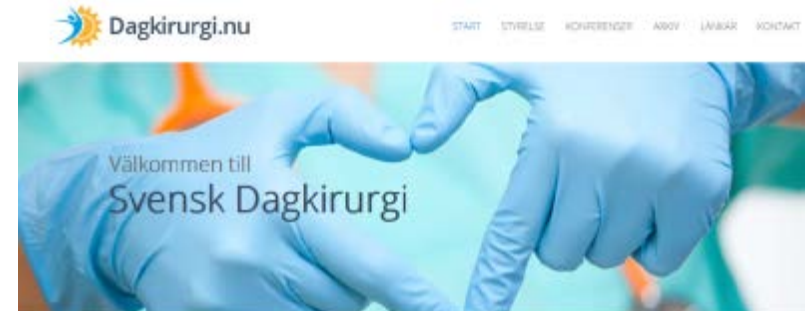 Dagkirurgi.nu
START STYRELSE KONFERENSER ARKIV LÄNKAR KONTAKT
Välkommen till
Svensk Dagkirurgi